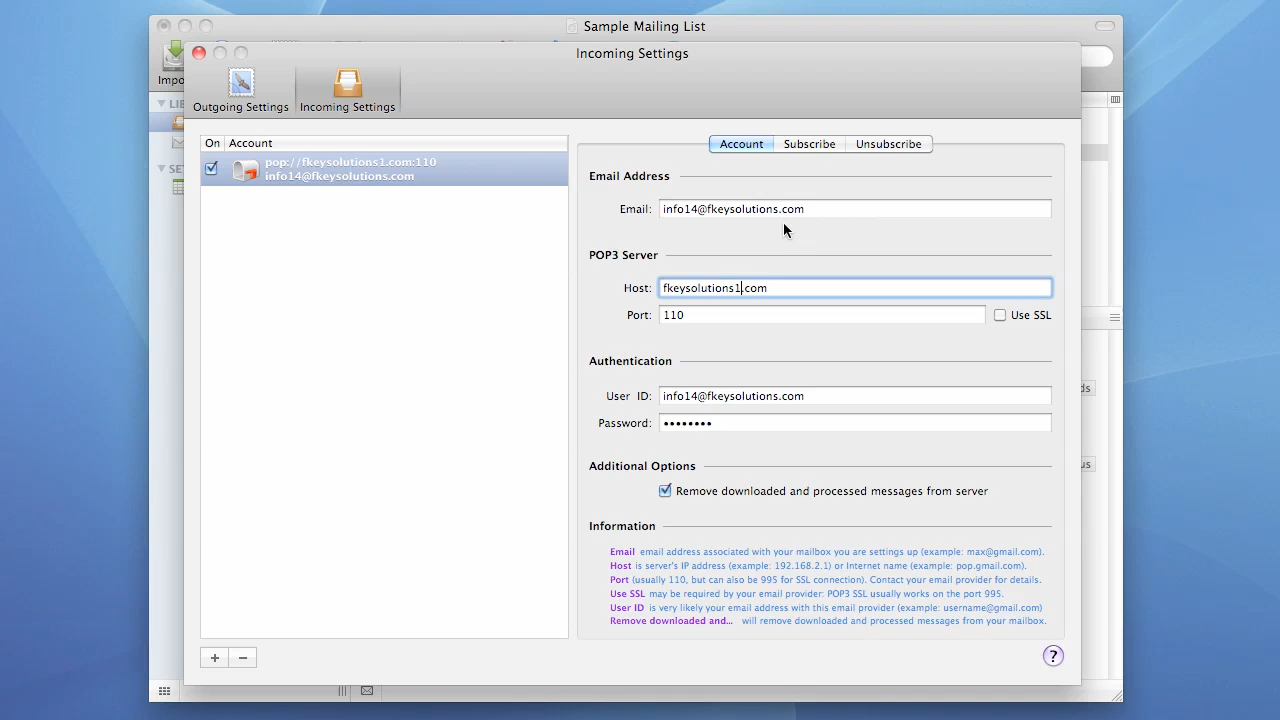 Sample Mailing List
Incoming Settings
Impo
Outgoing Settings
Incoming Settings
LIB
SE
On Account
pop://fkeysolutions1.com:110
info14@fkeysolutions.com
Account Subscribe Unsubscribe
Email Address
Email: info14@fkeysolutions.com
POP3 Server
Host: fkeysolutions1.com
Port: 110 Use SSL
Authentication
User ID: info14@fkeysolutions.com
Password: ••••••••
Additional Options
Remove downloaded and processed messages from server
Information
Email email address associated with your mailbox you are settings up (example: max@gmail.com).
Host is server's IP address (example: 192.168.2.1) or Internet name (example: pop.gmail.com).
Port (usually 110, but can also be 995 for SSL connection). Contact your email provider for details.
Use SSL may be required by your email provider: POP3 SSL usually works on the port 995.
User ID is very likely your email address with this email provider (example: username@gmail.com)
Remove downloaded and... will remove downloaded and processed messages from your mailbox.
ds
us
+ −
?